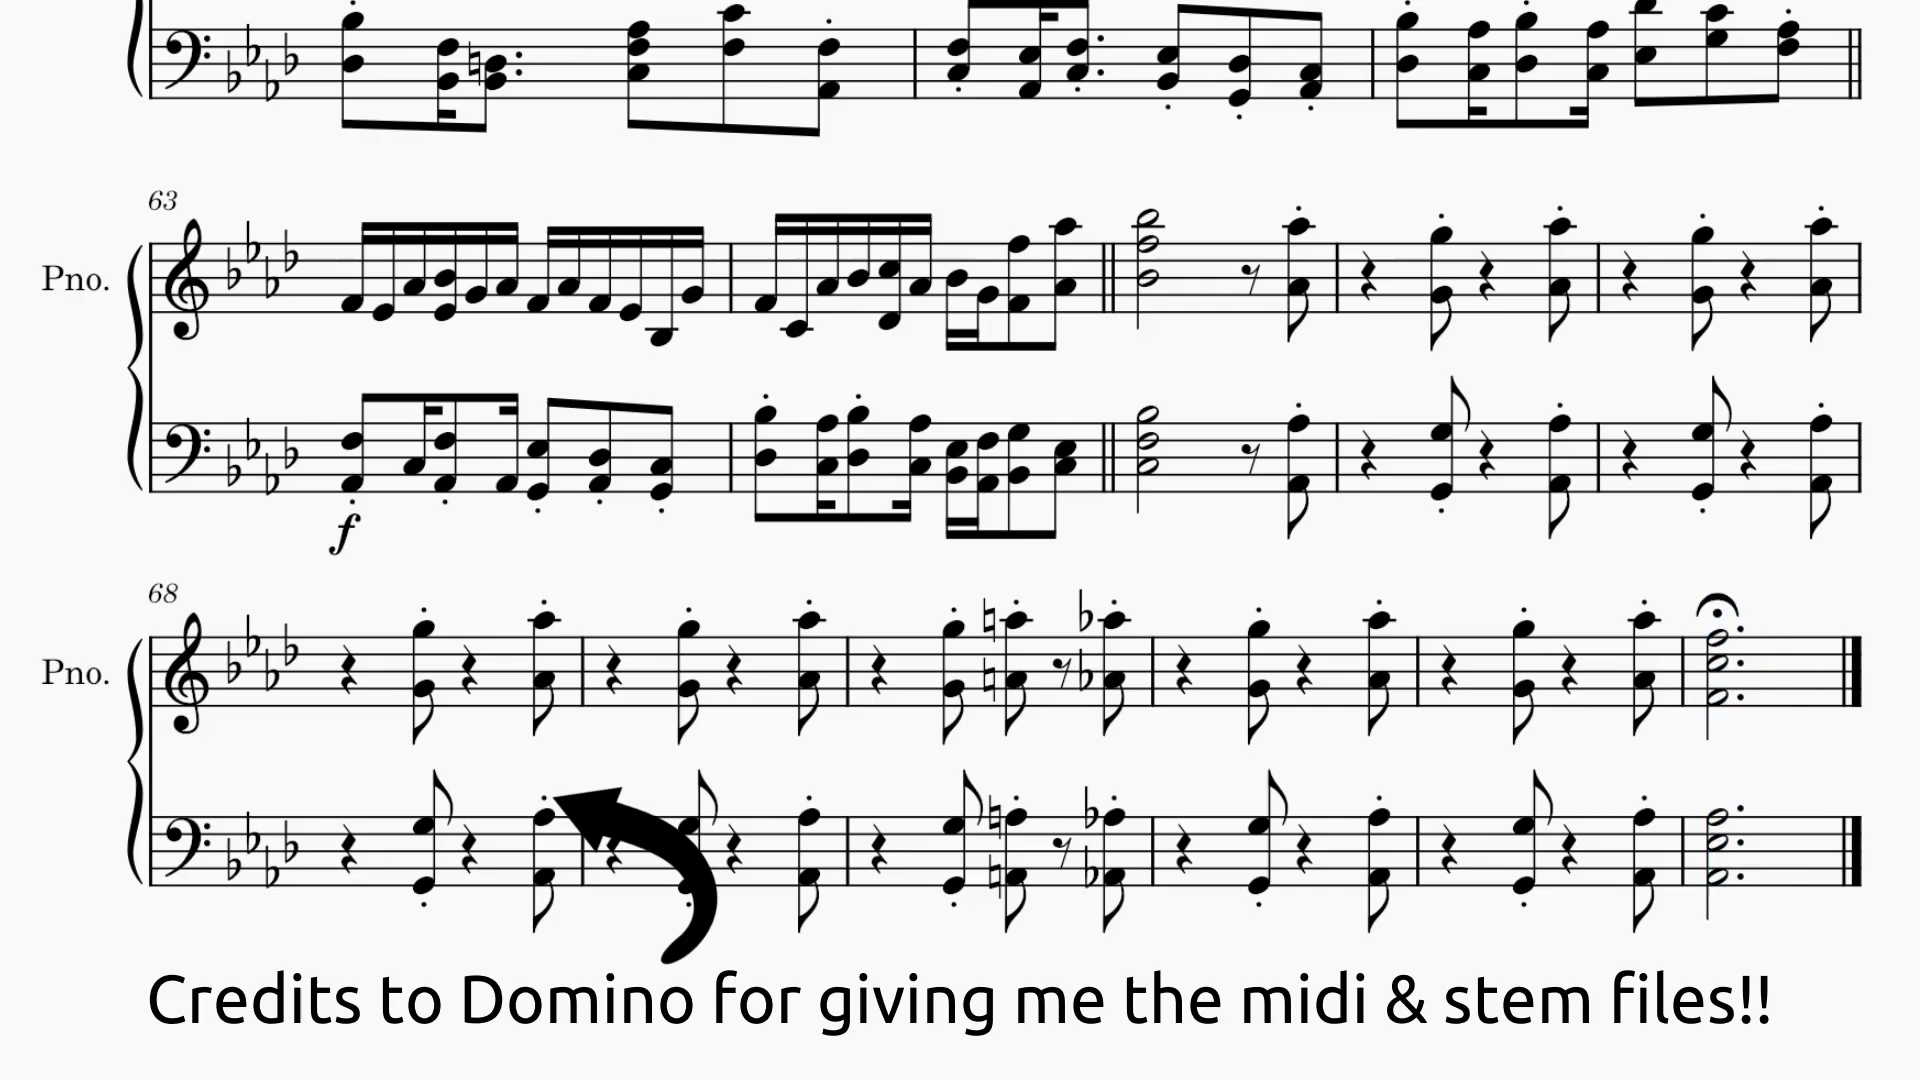 63
Pno.
f
68
Pno.
Credits to Domino for giving me the midi & stem files!!